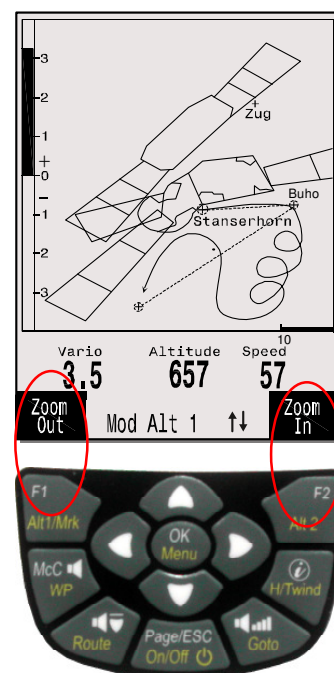 3
2
Zug
1
+
0
Buho
−
1
Stanserhorn
2
3
10
Vario Altitude Speed
3.5 657 57
Zoom Out Mod Alt 1 ↑↓ Zoom In
F1 F2
Alt1/Mrk OK Alt 2
Menu
McC i
WP H/Twind
Route Page/ESC Goto
On/Off